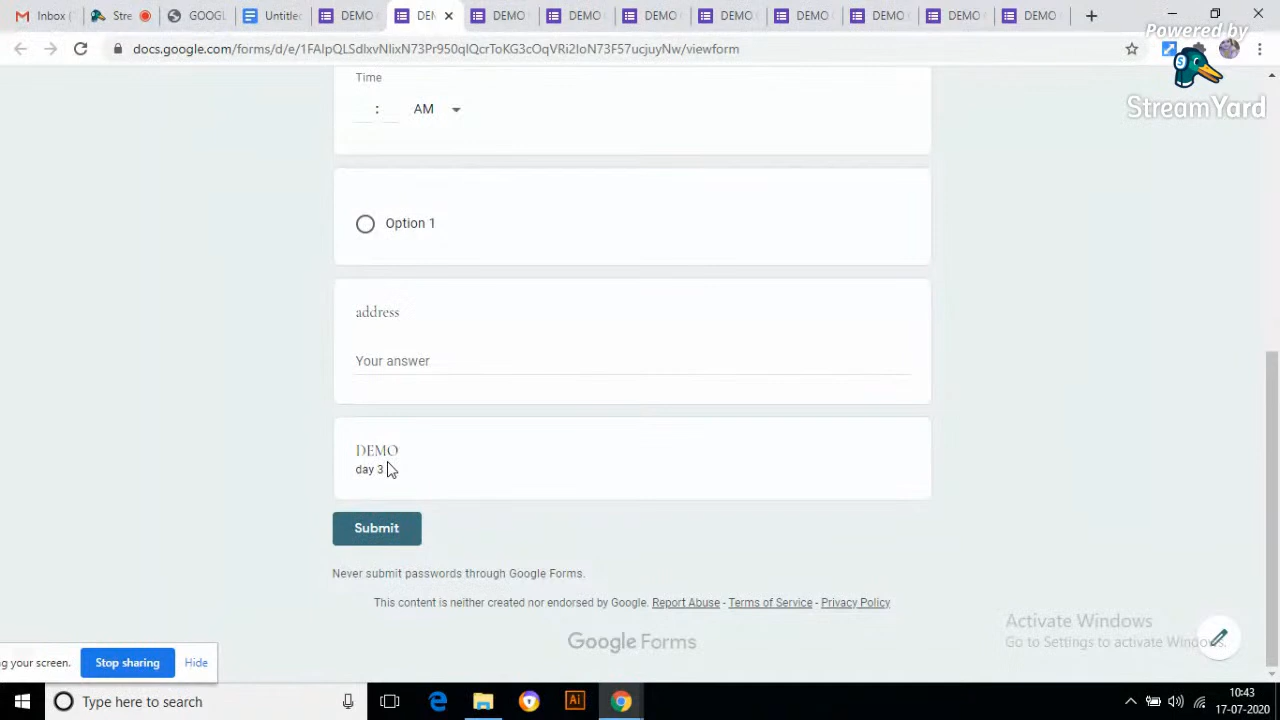 Inbox (
Stre
GOOGL
Untitle
DEMO
DEM
DEMO
DEMO
DEMO
DEMO
DEMO
DEMO
DEMO
DEMO
docs.google.com/forms/d/e/1FAIpQLSdlxvNlixN73Pr950qlQcrToKG3cOqVRi2IoN73F57ucjuyNw/viewform
Powered by
StreamYard
Time
: AM
Option 1
address
Your answer
DEMO
day 3
Submit
Never submit passwords through Google Forms.
This content is neither created nor endorsed by Google. Report Abuse - Terms of Service - Privacy Policy
Google Forms
Activate Windows
Go to Settings to activate Windows.
g your screen.
Stop sharing
Hide
Type here to search
Ai
10:43
17-07-2020